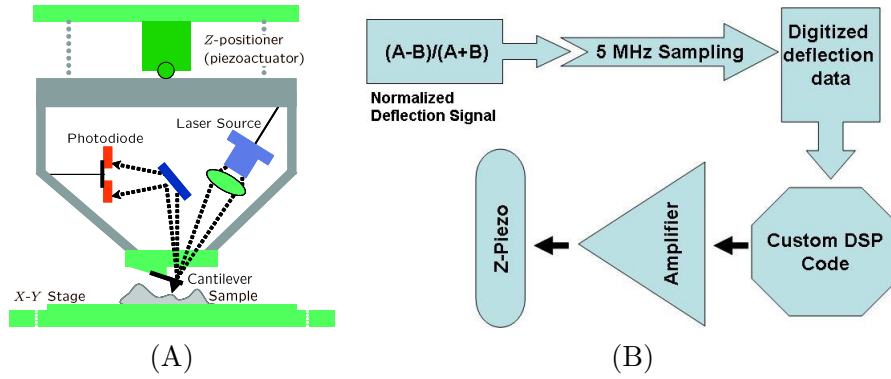 Z-positioner
(piezoactuator)
Photodiode
Laser Source
Cantilever
X-Y Stage
Sample
(A)
(A-B)/(A+B)
Normalized
Deflection Signal
5 MHz Sampling
Digitized
deflection
data
Custom DSP
Code
Amplifier
Z-Piezo
(B)